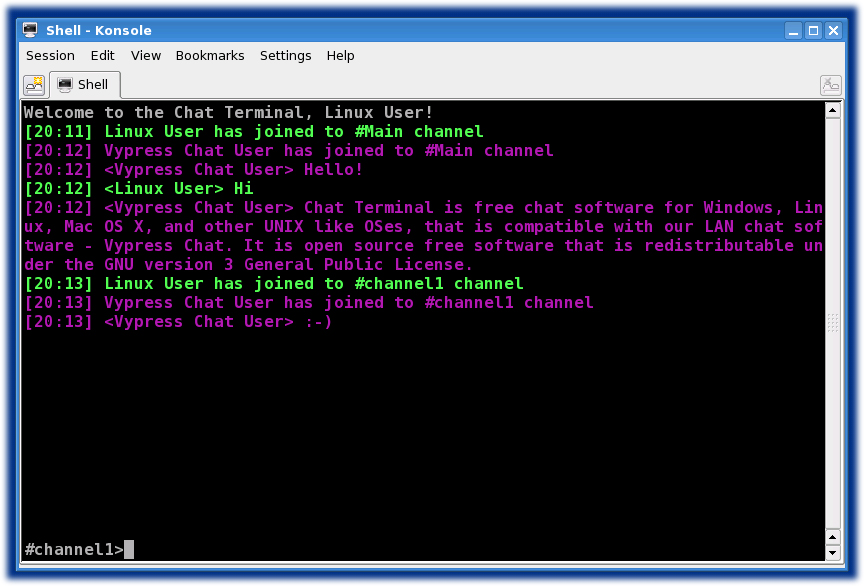 Shell - Konsole
Session Edit View Bookmarks Settings Help
Shell
Welcome to the Chat Terminal, Linux User!
[20:11] Linux User has joined to #Main channel
[20:12] Vypress Chat User has joined to #Main channel
[20:12] <Vypress Chat User> Hello!
[20:12] <Linux User> Hi
[20:12] <Vypress Chat User> Chat Terminal is free chat software for Windows, Lin
ux, Mac OS X, and other UNIX like OSes, that is compatible with our LAN chat sof
tware - Vypress Chat. It is open source free software that is redistributable un
der the GNU version 3 General Public License.
[20:13] Linux User has joined to #channel1 channel
[20:13] Vypress Chat User has joined to #channel1 channel
[20:13] <Vypress Chat User> :-)
#channel1>